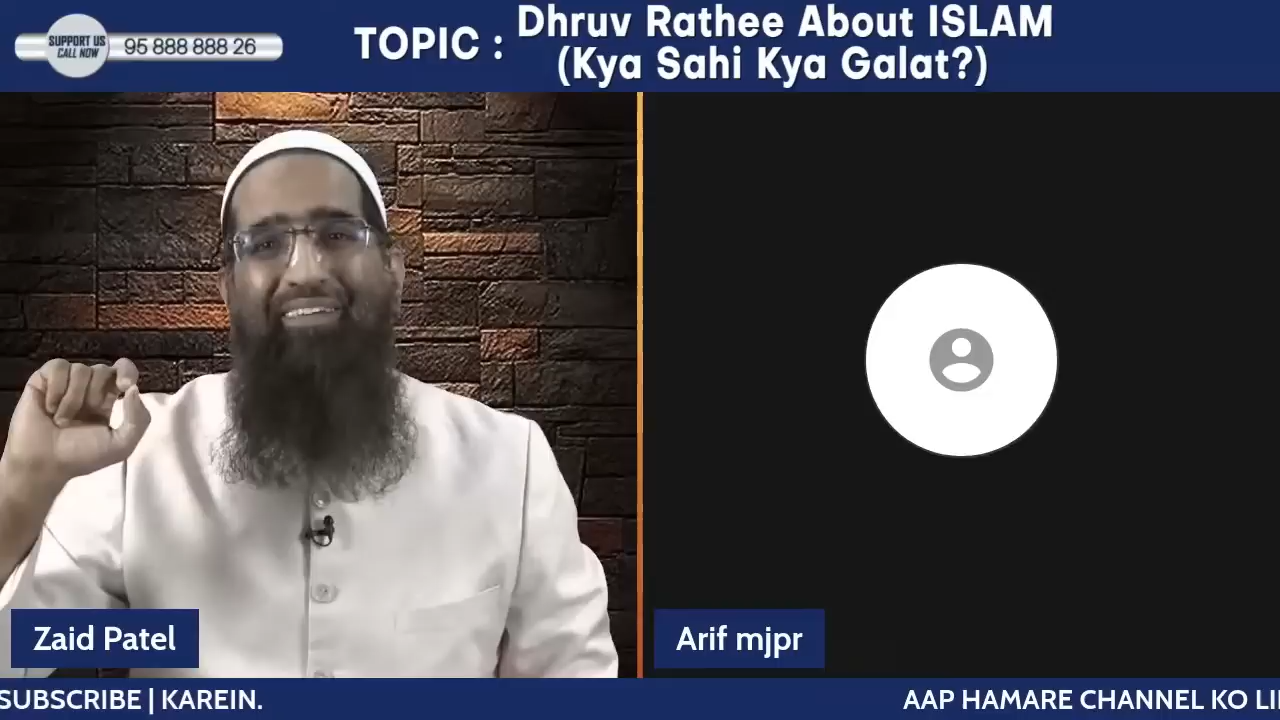 SUPPORT US
CALL NOW
95 888 888 26
TOPIC :
Dhruv Rathee About ISLAM
(Kya Sahi Kya Galat?)
Zaid Patel
Arif mjpr
SUBSCRIBE | KAREIN.
AAP HAMARE CHANNEL KO